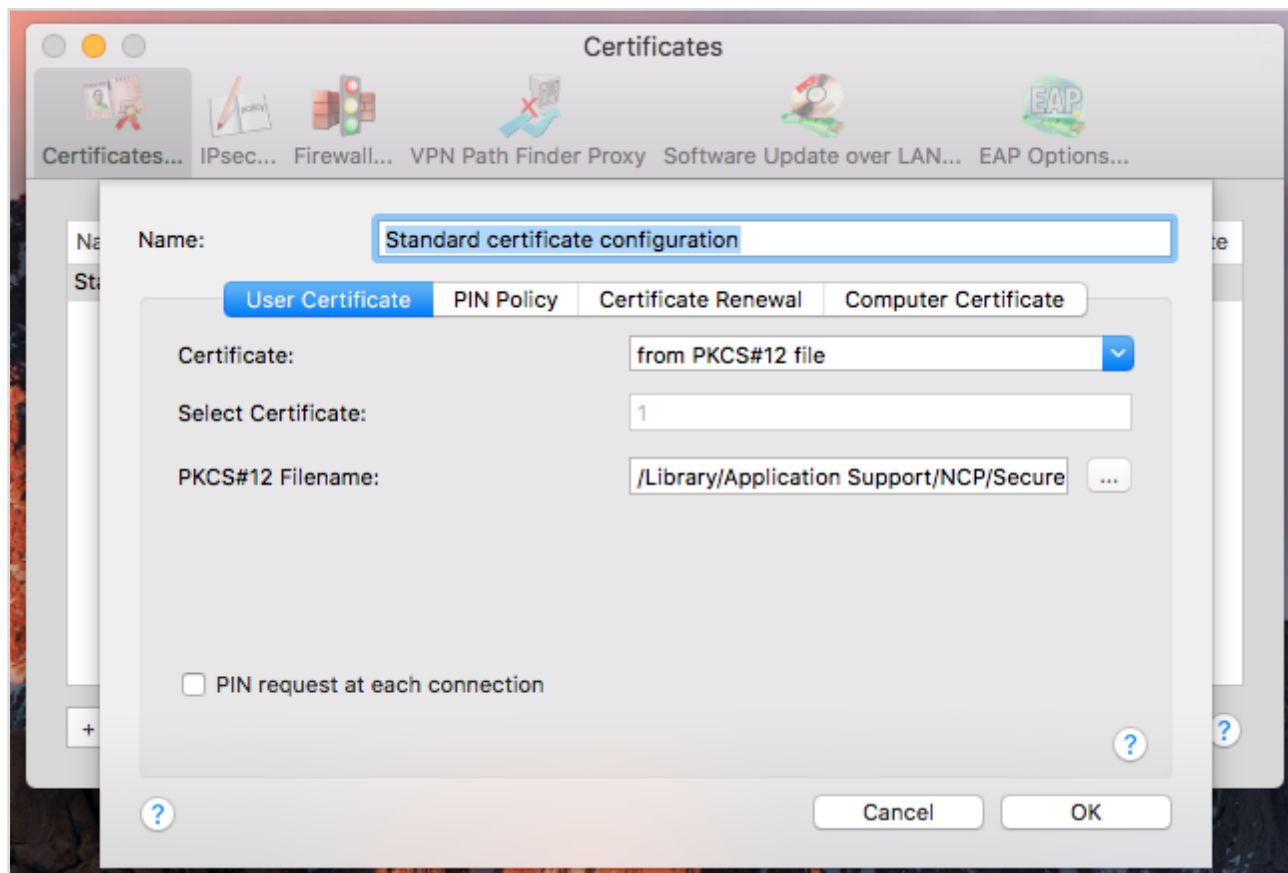 Certificates
Certificates... IPsec... Firewall... VPN Path Finder Proxy Software Update over LAN... EAP Options...
Name: Standard certificate configuration
User Certificate PIN Policy Certificate Renewal Computer Certificate
Certificate: from PKCS#12 file
Select Certificate: 1
PKCS#12 Filename: /Library/Application Support/NCP/Secure ...
PIN request at each connection
+
?
?
? Cancel OK